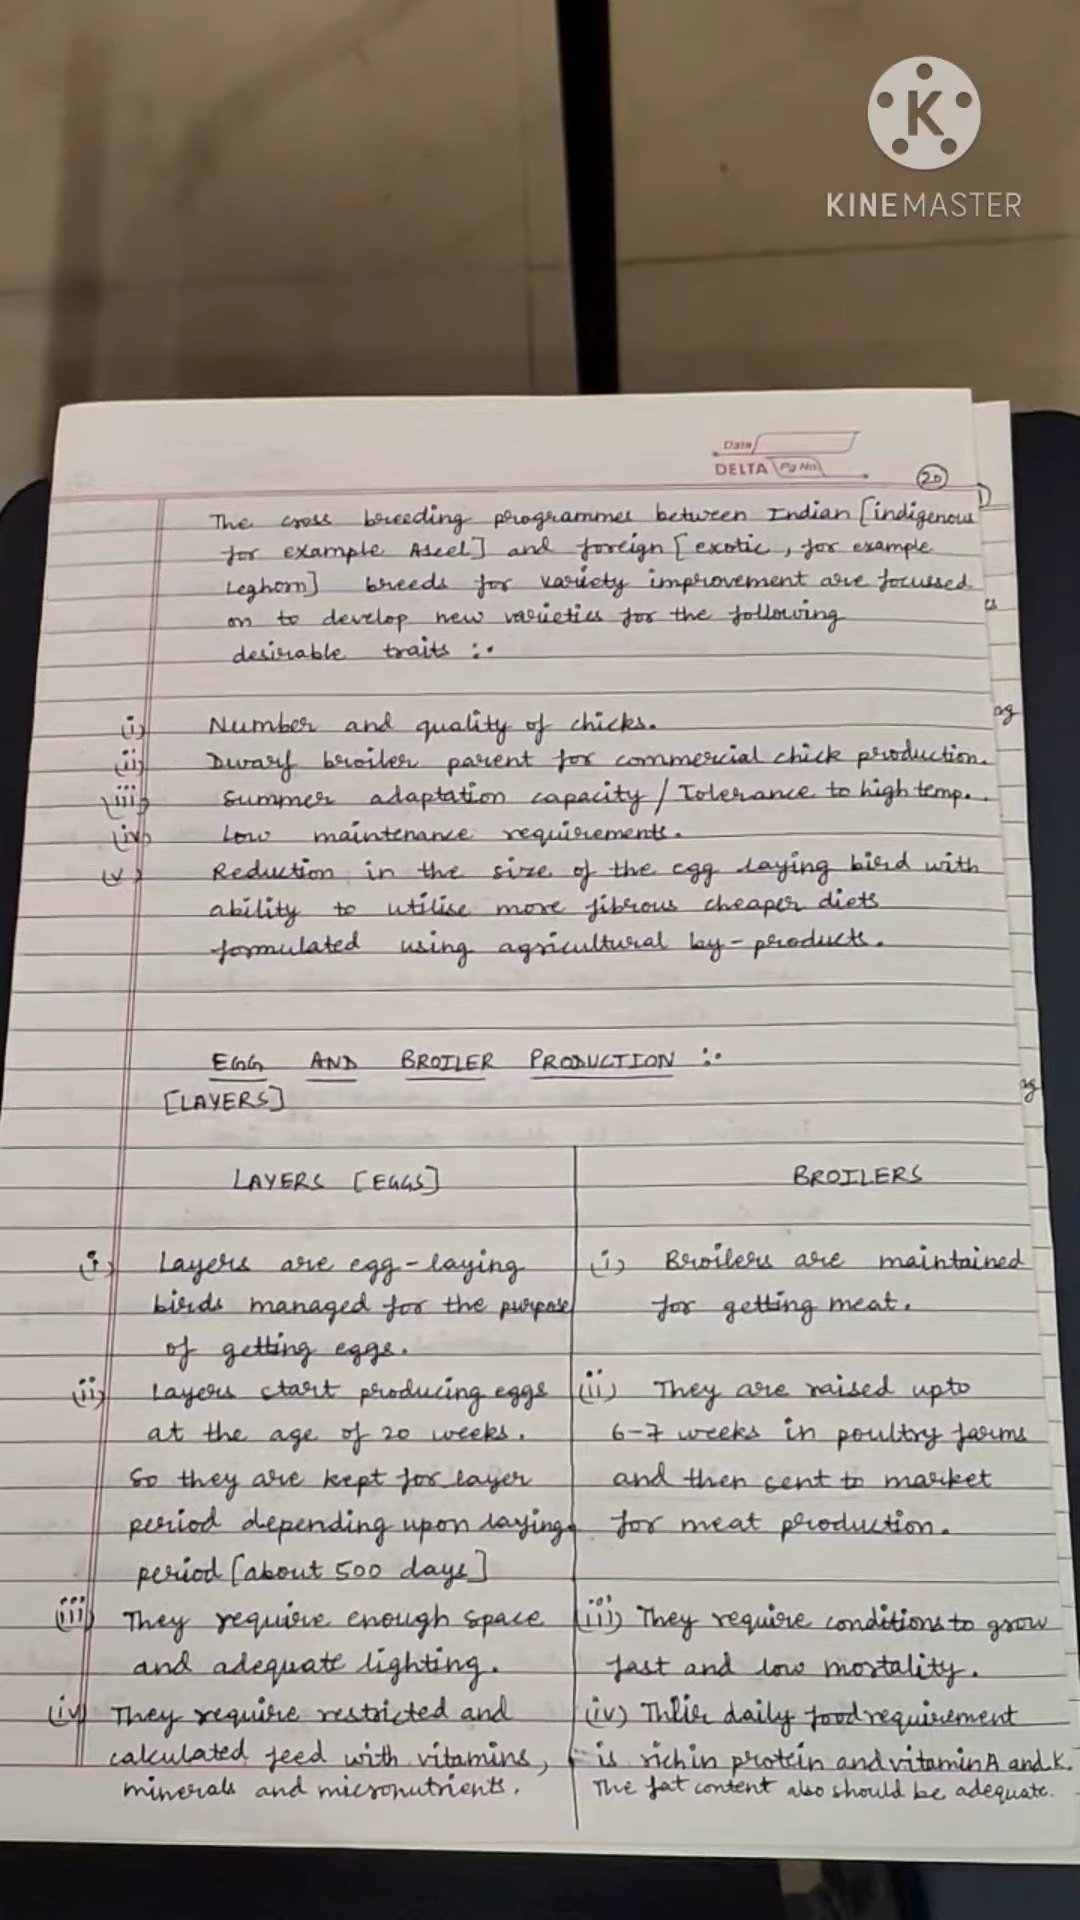 K
KINEMASTER
Date
DELTA Pg No
20
The cross breeding programmes between Indian [indigenous
for example Aseel] and foreign [exotic, for example
Leghorn] breeds for variety improvement are focussed
on to develop new varieties for the following
desirable traits :.
(i) Number and quality of chicks.
(ii) Dwarf broiler parent for commercial chick production.
(iii) Summer adaptation capacity / Tolerance to high temp..
(iv) Low maintenance requirements.
(v) Reduction in the size of the egg laying bird with
ability to utilise more fibrous cheaper diets
formulated using agricultural by-products.
EGG AND BROILER PRODUCTION :.
[LAYERS]
LAYERS [EGGS]
(i) Layers are egg-laying
birds managed for the purpose
of getting eggs.
(ii) Layers start producing eggs
at the age of 20 weeks.
So they are kept for layer
period depending upon laying
period [about 500 days]
(iii) They require enough space
and adequate lighting.
(iv) They require restricted and
calculated feed with vitamins,
minerals and micronutrients.
BROILERS
(i) Broilers are maintained
for getting meat.
(ii) They are raised upto
6-7 weeks in poultry farms
and then sent to market
for meat production.
(iii) They require conditions to grow
fast and low mortality.
(iv) Their daily food requirement
is rich in protein and vitamin A and K.
The fat content also should be adequate.